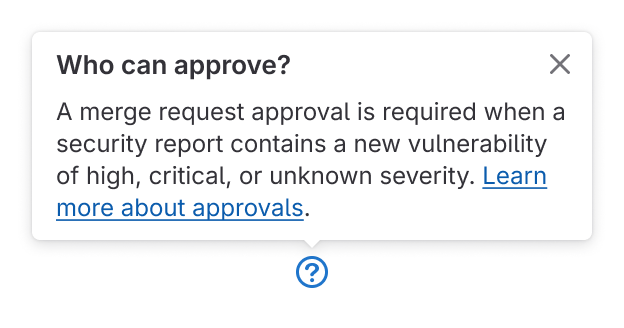 Who can approve?
A merge request approval is required when a
security report contains a new vulnerability
of high, critical, or unknown severity. Learn
more about approvals.
?